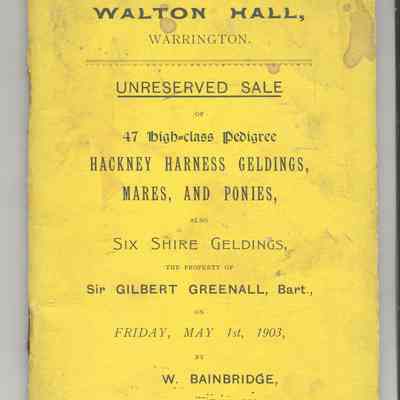 WALTON HALL,
WARRINGTON.
UNRESERVED SALE
OF
47 High=class Pedigree
HACKNEY HARNESS GELDINGS,
MARES, AND PONIES,
ALSO
SIX SHIRE GELDINGS,
THE PROPERTY OF
Sir GILBERT GREENALL, Bart.,
ON
FRIDAY, MAY 1st, 1903,
BY
W. BAINBRIDGE,